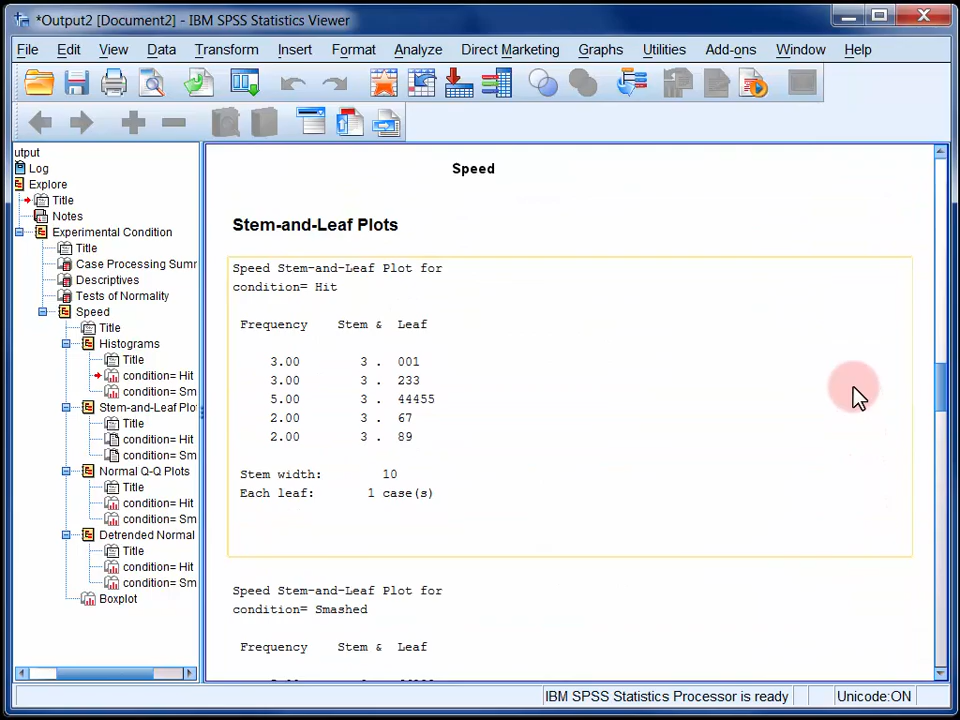 *Output2 [Document2] - IBM SPSS Statistics Viewer
File Edit View Data Transform Insert Format Analyze Direct Marketing Graphs Utilities Add-ons Window Help
utput
Log
Explore
Title
Notes
Experimental Condition
Title
Case Processing Summ
Descriptives
Tests of Normality
Speed
Title
Histograms
Title
condition= Hit
condition= Sm
Stem-and-Leaf Plo
Title
condition= Hit
condition= Sm
Normal Q-Q Plots
Title
condition= Hit
condition= Sm
Detrended Normal
Title
condition= Hit
condition= Sm
Boxplot
Speed
Stem-and-Leaf Plots
Speed Stem-and-Leaf Plot for
condition= Hit
Frequency Stem & Leaf
3.00 3 . 001
3.00 3 . 233
5.00 3 . 44455
2.00 3 . 67
2.00 3 . 89
Stem width: 10
Each leaf: 1 case(s)
Speed Stem-and-Leaf Plot for
condition= Smashed
Frequency Stem & Leaf
IBM SPSS Statistics Processor is ready
Unicode:ON